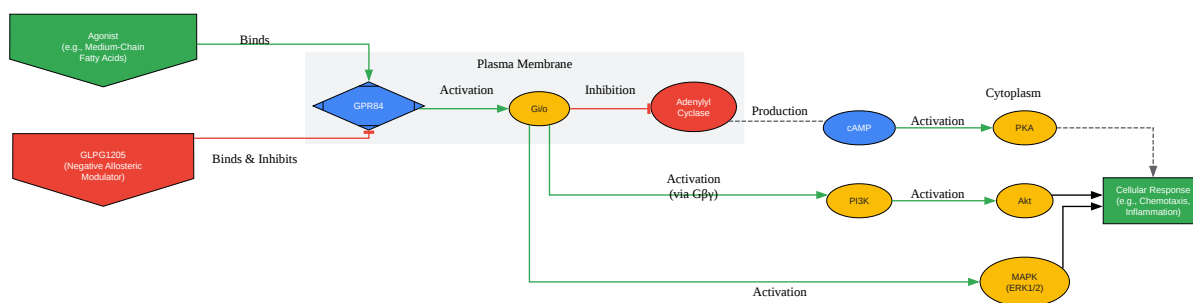 Agonist
(e.g., Medium-Chain
Fatty Acids)
Binds
Plasma Membrane
GPR84
Activation
Gi/o
Inhibition
Adenylyl
Cyclase
Production
Cytoplasm
cAMP
Activation
PKA
GLPG1205
(Negative Allosteric
Modulator)
Binds & Inhibits
Activation
(via Gβγ)
PI3K
Activation
Akt
Cellular Response
(e.g., Chemotaxis,
Inflammation)
Activation
MAPK
(ERK1/2)